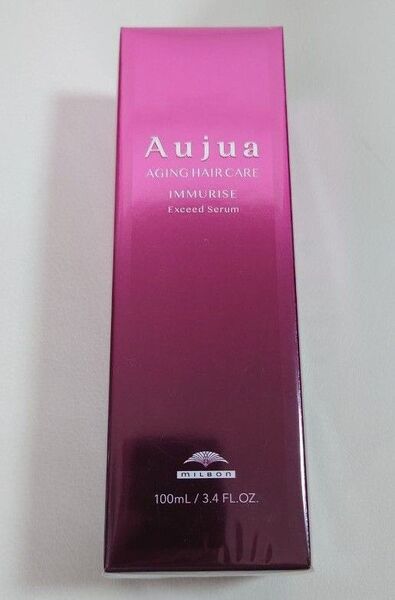 Aujua
AGING HAIR CARE
IMMURISE
Exceed Serum
MILBON
100mL / 3.4 FL.OZ.